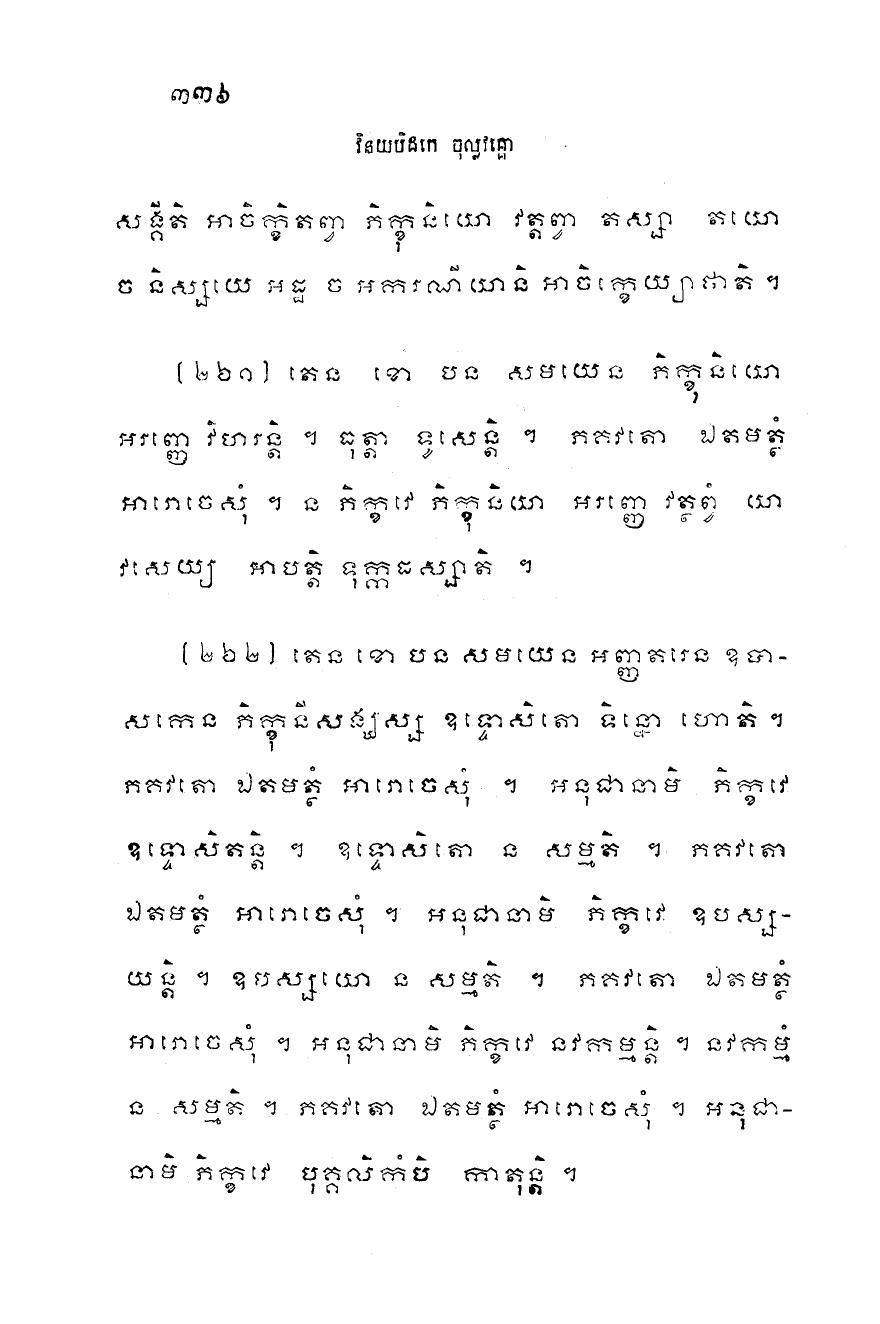 ៣៣៦
វិនយបិដកេ ចុល្លវគ្គោ
សង្គីតិ អាចិក្ខិតព្វា ភិក្ខុនិយោ វត្តព្វា តស្សា តយោ
ច និស្សយេ អដ្ឋ ច អករណីយានិ អាចិក្ខេយ្យាថាតិ ។
(២៦១) តេន ខោ បន សមយេន ភិក្ខុនិយោ
អរញ្ញេ វិហរន្តិ ។ ធុត្តា ទូសេន្តិ ។ ភគវតោ ឯតមត្ថំ
អារោចេសុំ ។ ន ភិក្ខវេ ភិក្ខុនិយា អរញ្ញេ វត្ថព្វំ យា
វសេយ្យ អាបត្តិ ទុក្កដស្សាតិ ។
(២៦២) តេន ខោ បន សមយេន អញ្ញតរេន ឧបា-
សកេន ភិក្ខុនីសង្ឃស្ស ឧទ្ទោសិតោ ទិន្នោ ហោតិ ។
ភគវតោ ឯតមត្ថំ អារោចេសុំ ។ អនុជានាមិ ភិក្ខវេ
ឧទ្ទោសិតន្តិ ។ ឧទ្ទោសិតោ ន សម្មតិ ។ ភគវតោ
ឯតមត្ថំ អារោចេសុំ ។ អនុជានាមិ ភិក្ខវេ ឧបស្ស-
យន្តិ ។ ឧបស្សយោ ន សម្មតិ ។ ភគវតោ ឯតមត្ថំ
អារោចេសុំ ។ អនុជានាមិ ភិក្ខវេ នវកម្មន្តិ ។ នវកម្មំ
ន សម្មតិ ។ ភគវតោ ឯតមត្ថំ អារោចេសុំ ។ អនុជា-
នាមិ ភិក្ខវេ បុគ្គលិកំបិ កាតុន្តិ ។